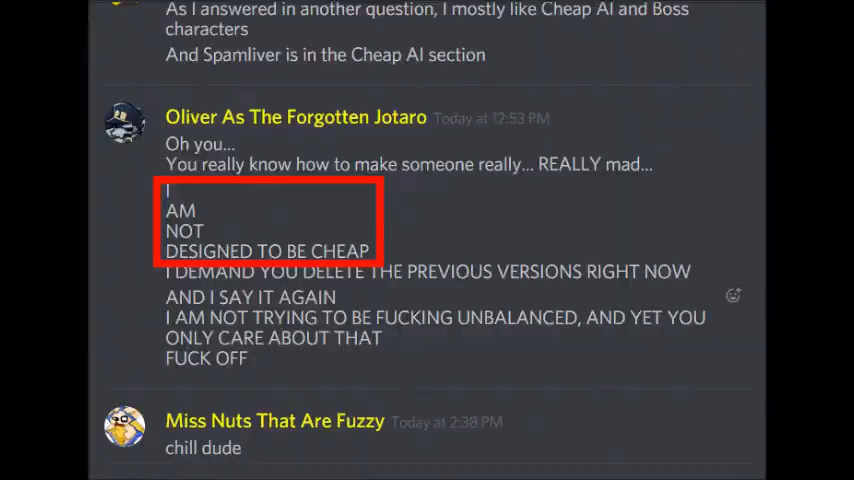 As I answered in another question, I mostly like Cheap AI and Boss
characters
And Spamliver is in the Cheap AI section
Oliver As The Forgotten Jotaro Today at 12:53 PM
Oh you...
You really know how to make someone really... REALLY mad...
I
AM
NOT
DESIGNED TO BE CHEAP
I DEMAND YOU DELETE THE PREVIOUS VERSIONS RIGHT NOW
AND I SAY IT AGAIN
I AM NOT TRYING TO BE FUCKING UNBALANCED, AND YET YOU
ONLY CARE ABOUT THAT
FUCK OFF
Miss Nuts That Are Fuzzy Today at 2:38 PM
chill dude